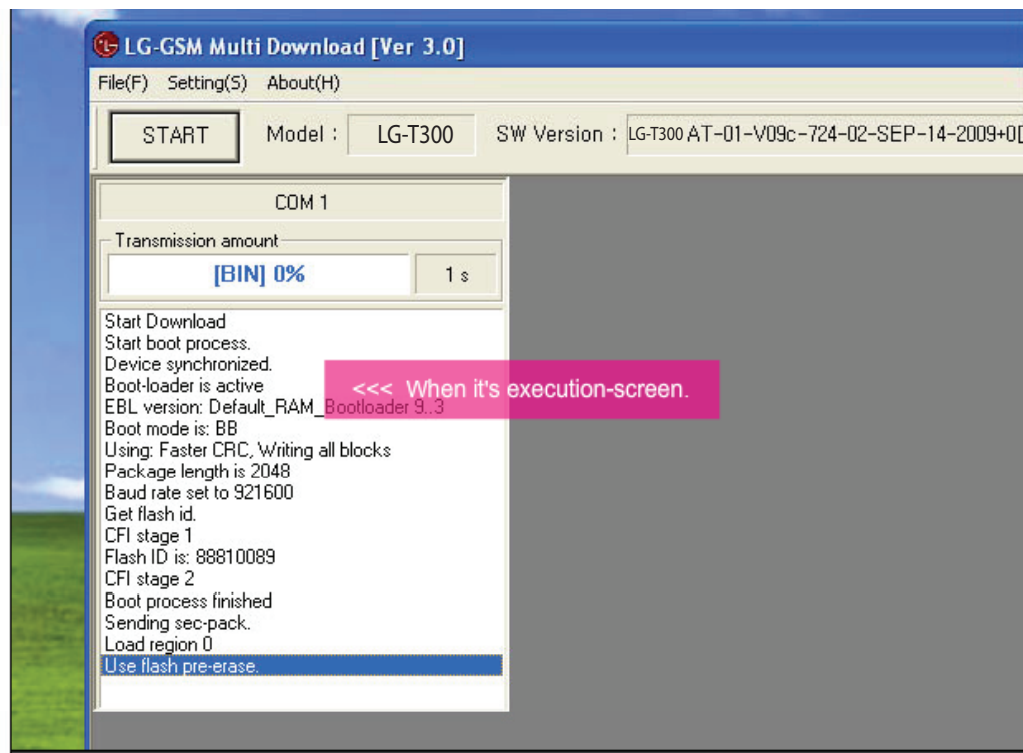 LG-GSM Multi Download [Ver 3.0]
File(F) Setting(S) About(H)
START Model : LG-T300 SW Version : LG-T300 AT-01-V09c-724-02-SEP-14-2009+0D
COM 1
Transmission amount
[BIN] 0% 1 s
Start Download
Start boot process.
Device synchronized.
Boot-loader is active
<<< When it's execution-screen.
EBL version: Default_RAM_Bootloader 9..3
Boot mode is: BB
Using: Faster CRC, Writing all blocks
Package length is 2048
Baud rate set to 921600
Get flash id.
CFI stage 1
Flash ID is: 88810089
CFI stage 2
Boot process finished
Sending sec-pack.
Load region 0
Use flash pre-erase.